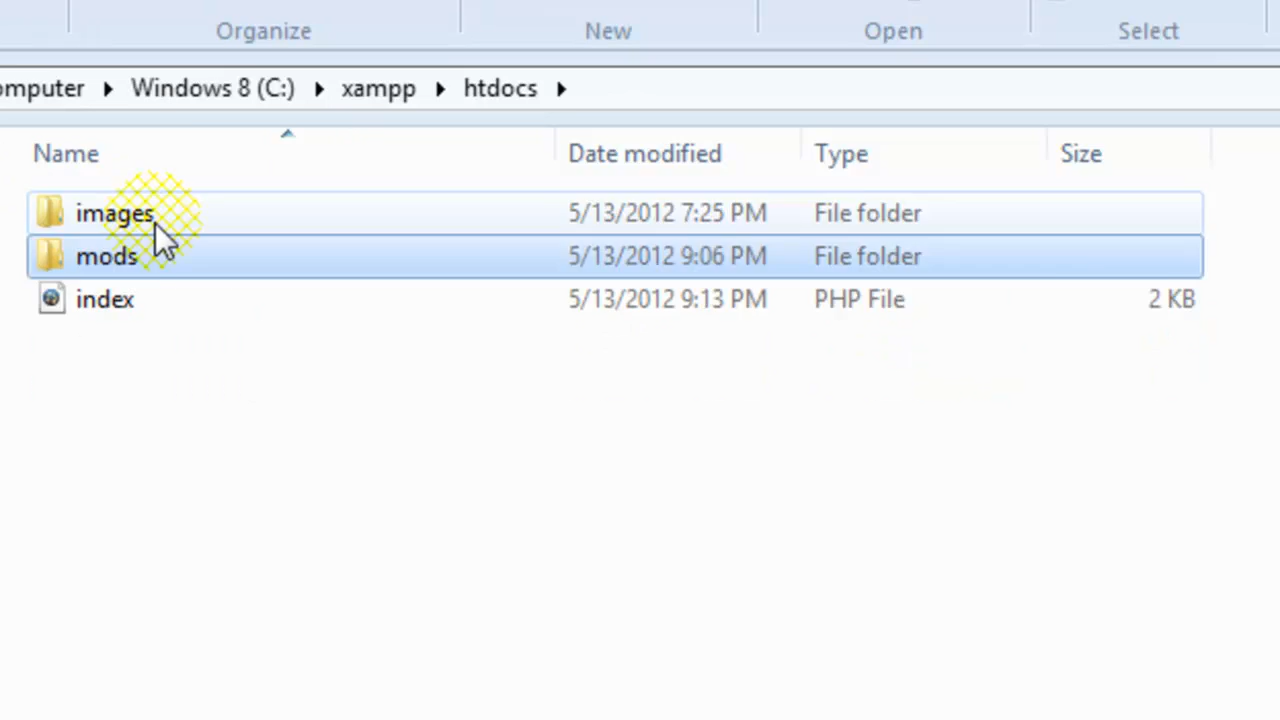 Organize New Open Select
omputer Windows 8 (C:) xampp htdocs
Name Date modified Type Size
images 5/13/2012 7:25 PM File folder
mods 5/13/2012 9:06 PM File folder
index 5/13/2012 9:13 PM PHP File 2 KB